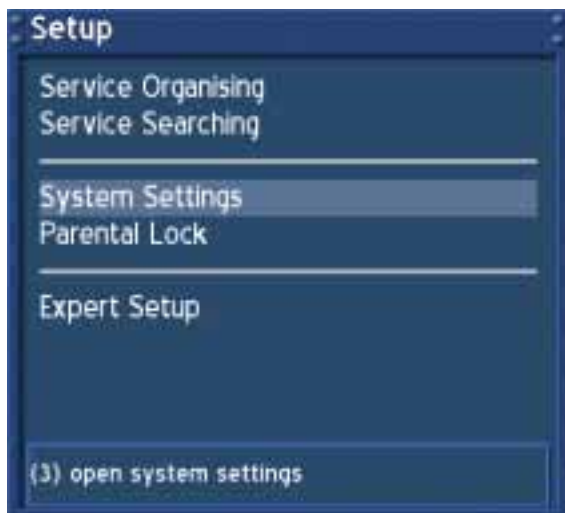 Setup
Service Organising
Service Searching
System Settings
Parental Lock
Expert Setup
(3) open system settings